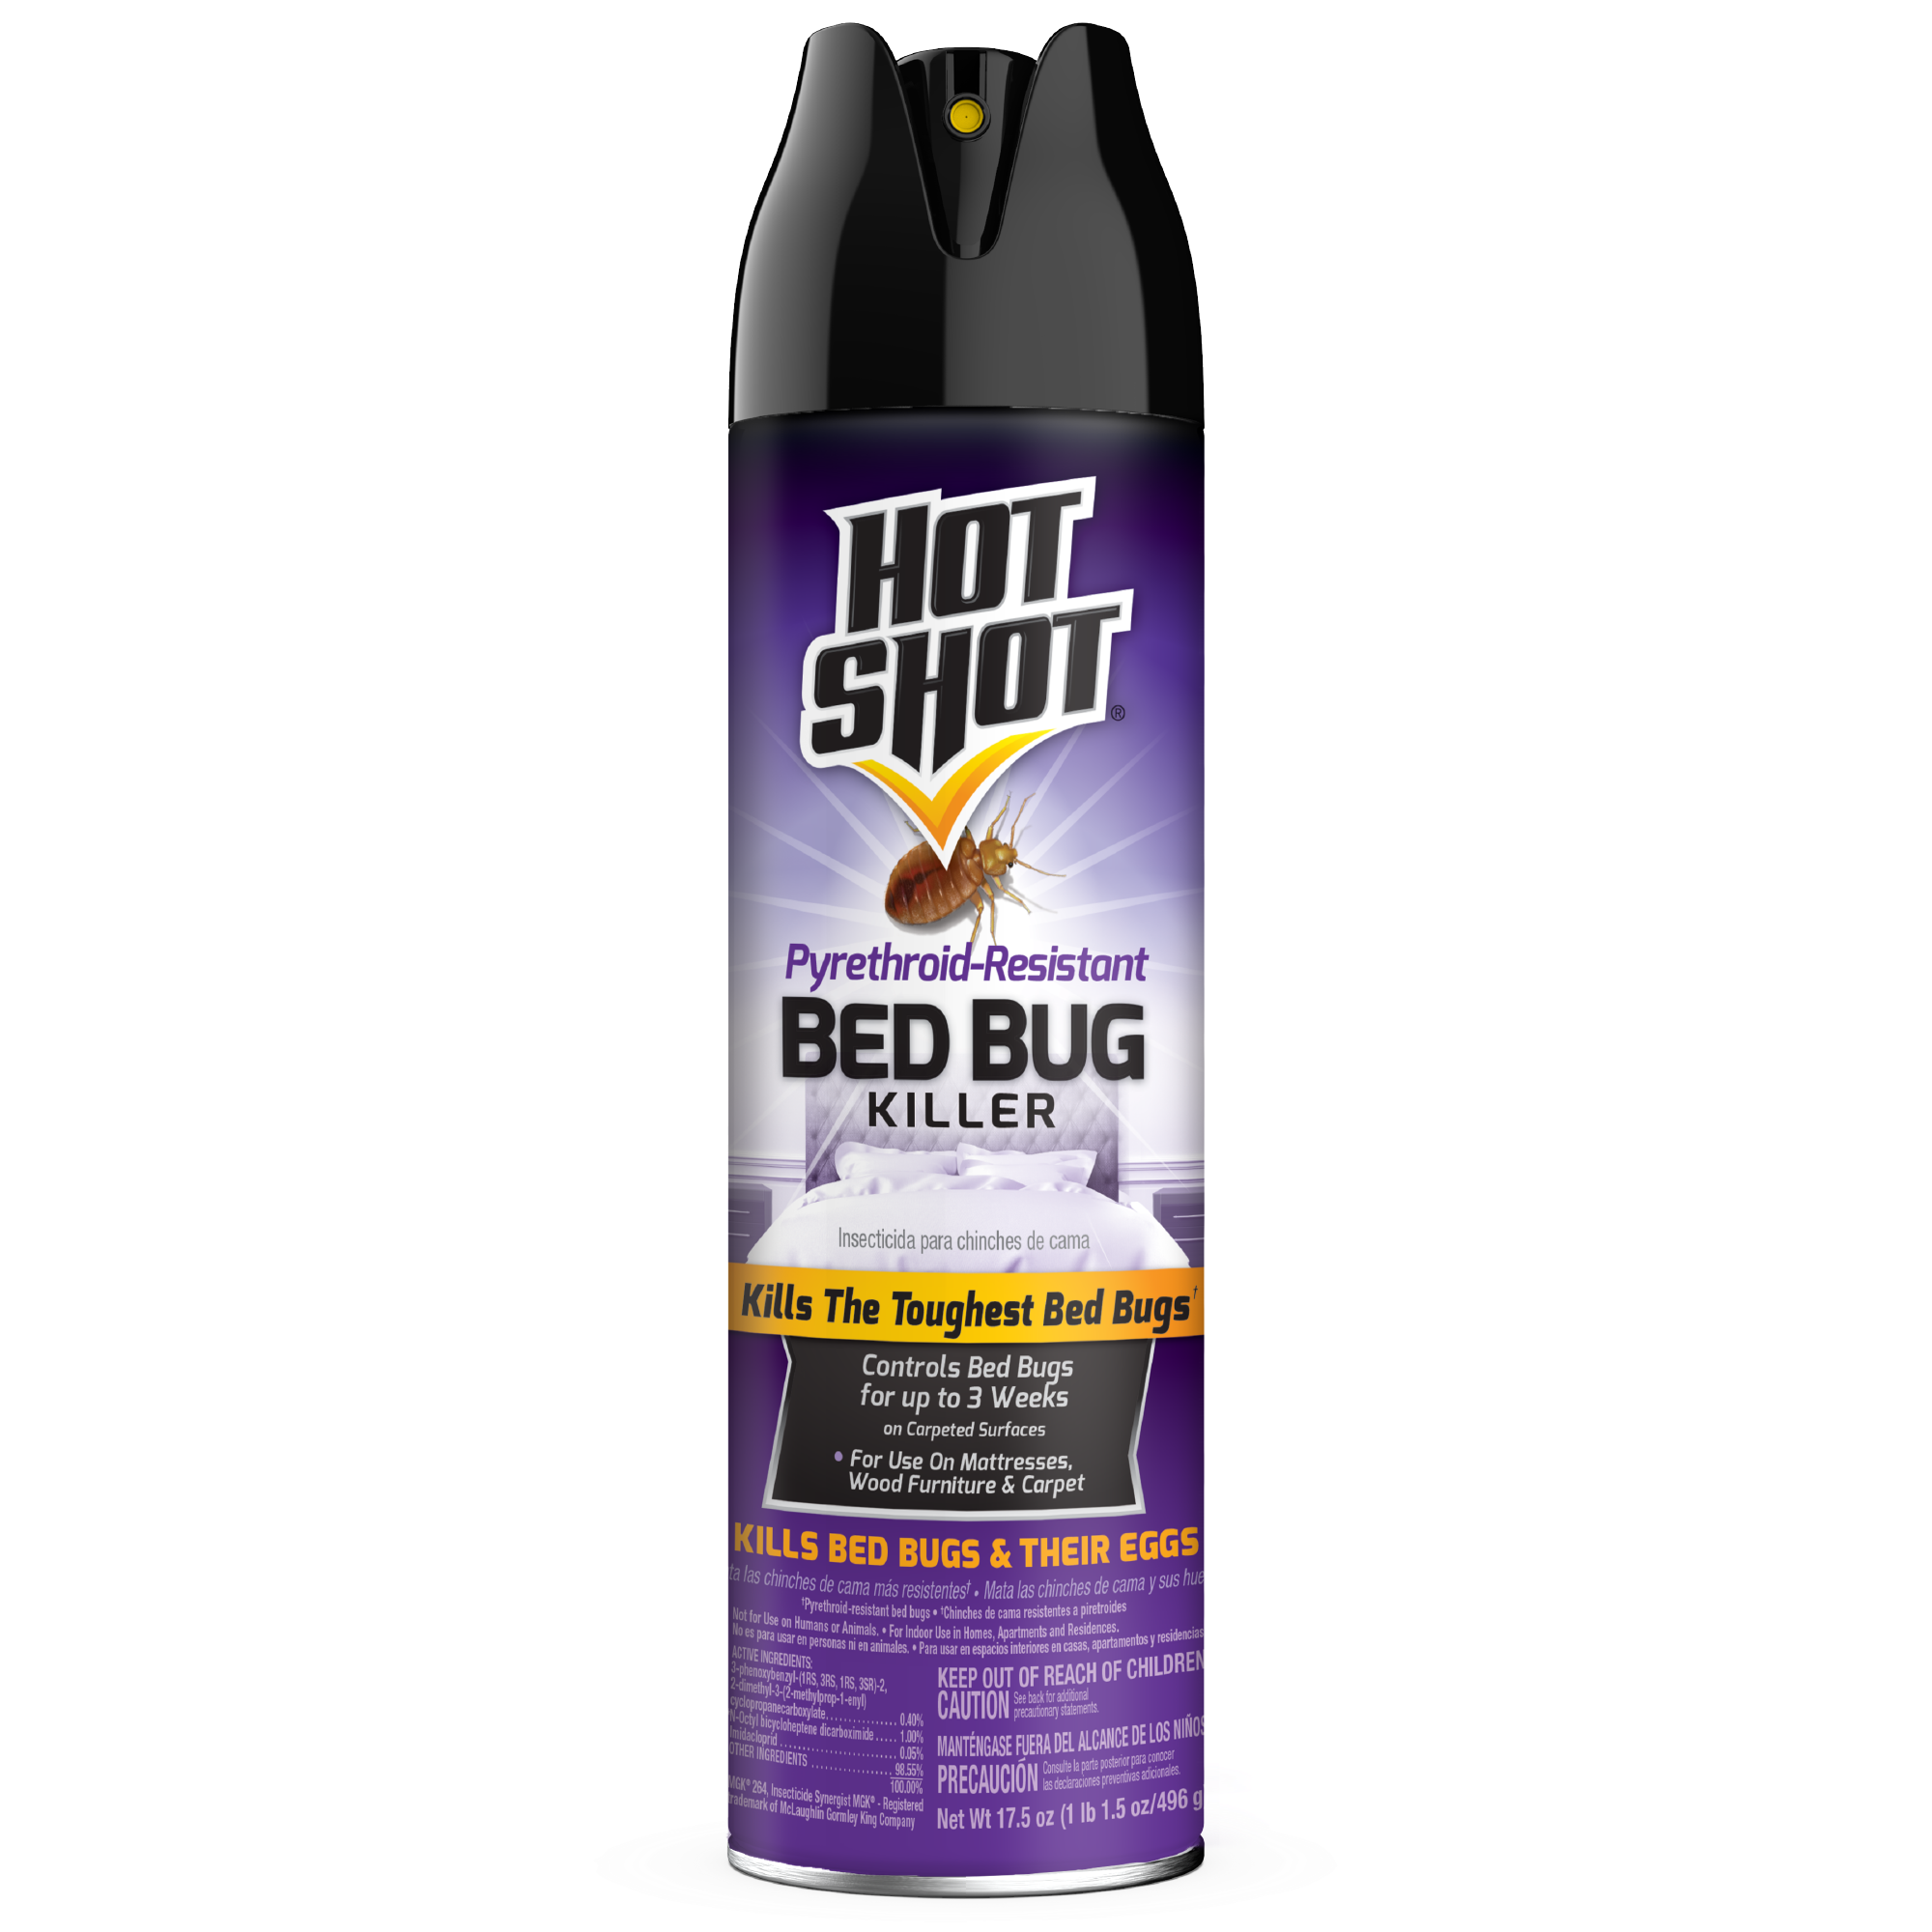 HOT
SHOT®
Pyrethroid-Resistant
BED BUG
KILLER
Insecticida para chinches de cama
Kills The Toughest Bed Bugs†
Controls Bed Bugs
for up to 3 Weeks
on Carpeted Surfaces
• For Use On Mattresses,
Wood Furniture & Carpet
KILLS BED BUGS & THEIR EGGS
ta las chinches de cama más resistentes† • Mata las chinches de cama y sus hue
†Pyrethroid-resistant bed bugs • †Chinches de cama resistentes a piretroides
Not for Use on Humans or Animals. • For Indoor Use in Homes, Apartments and Residences.
No es para usar en personas ni en animales. • Para usar en espacios interiores en casas, apartamentos y residencias
ACTIVE INGREDIENTS:
3-phenoxybenzyl-(1RS, 3RS, 1RS, 3SR)-2,
2-dimethyl-3-(2-methylprop-1-enyl)
cyclopropanecarboxylate................ 0.40%
*N-Octyl bicycloheptene dicarboximide ..... 1.00%
Imidacloprid ........................... 0.05%
OTHER INGREDIENTS .................. 98.55%
100.00%
MGK® 264, Insecticide Synergist MGK® - Registered
trademark of McLaughlin Gormley King Company
KEEP OUT OF REACH OF CHILDREN
CAUTION See back for additional
precautionary statements.
MANTÉNGASE FUERA DEL ALCANCE DE LOS NIÑOS
PRECAUCIÓN Consulte la parte posterior para conocer
las declaraciones preventivas adicionales.
Net Wt 17.5 oz (1 lb 1.5 oz/496 g